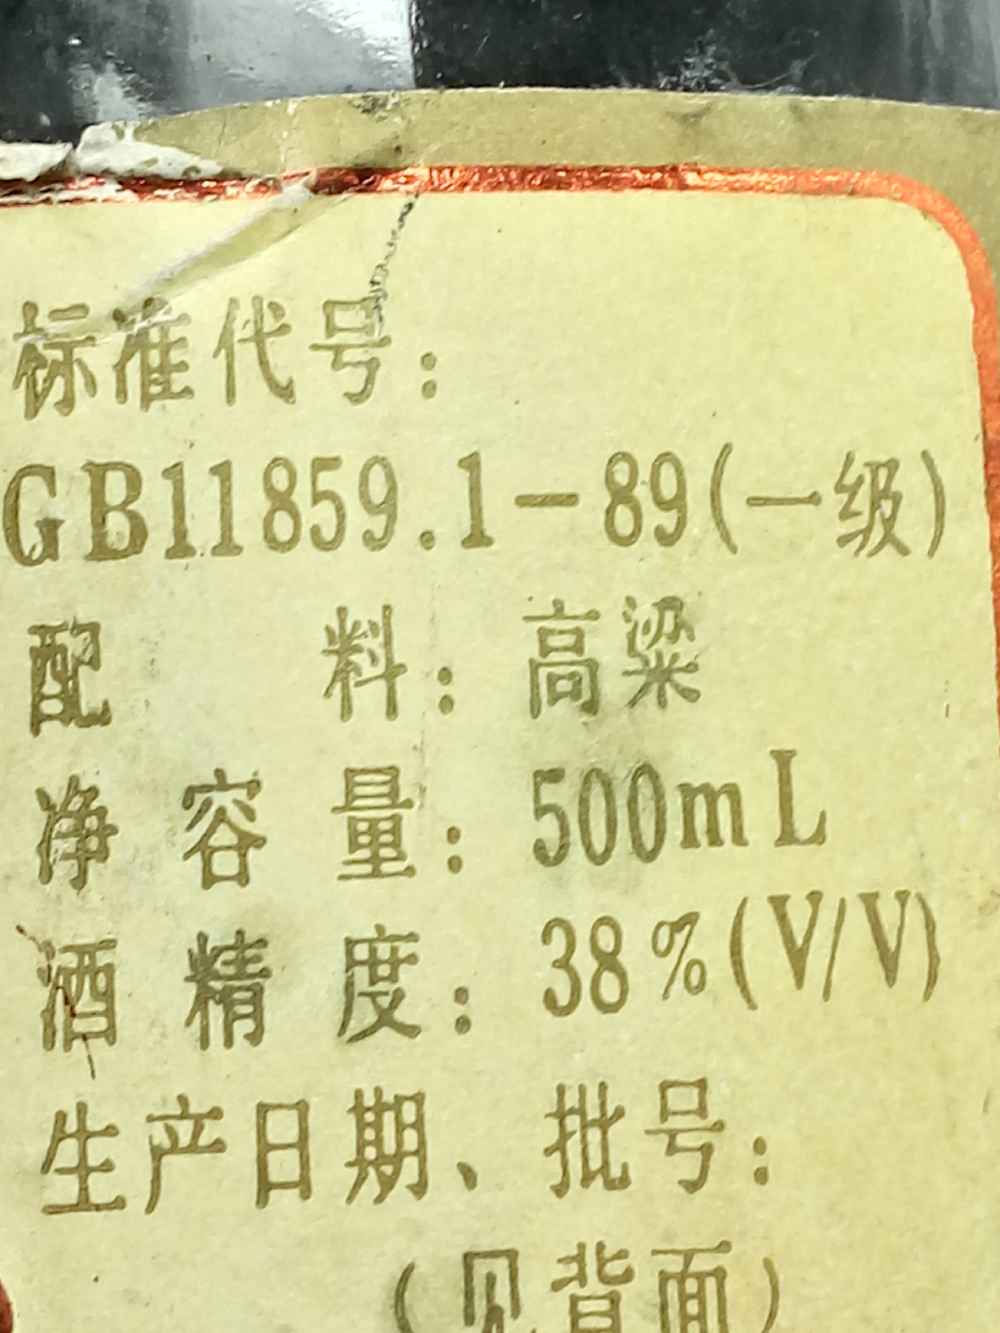 标准代号：
GB11859.1-89(一级)
配料：高粱
净容量：500mL
酒精度：38%(V/V)
生产日期、批号：
（见背面）